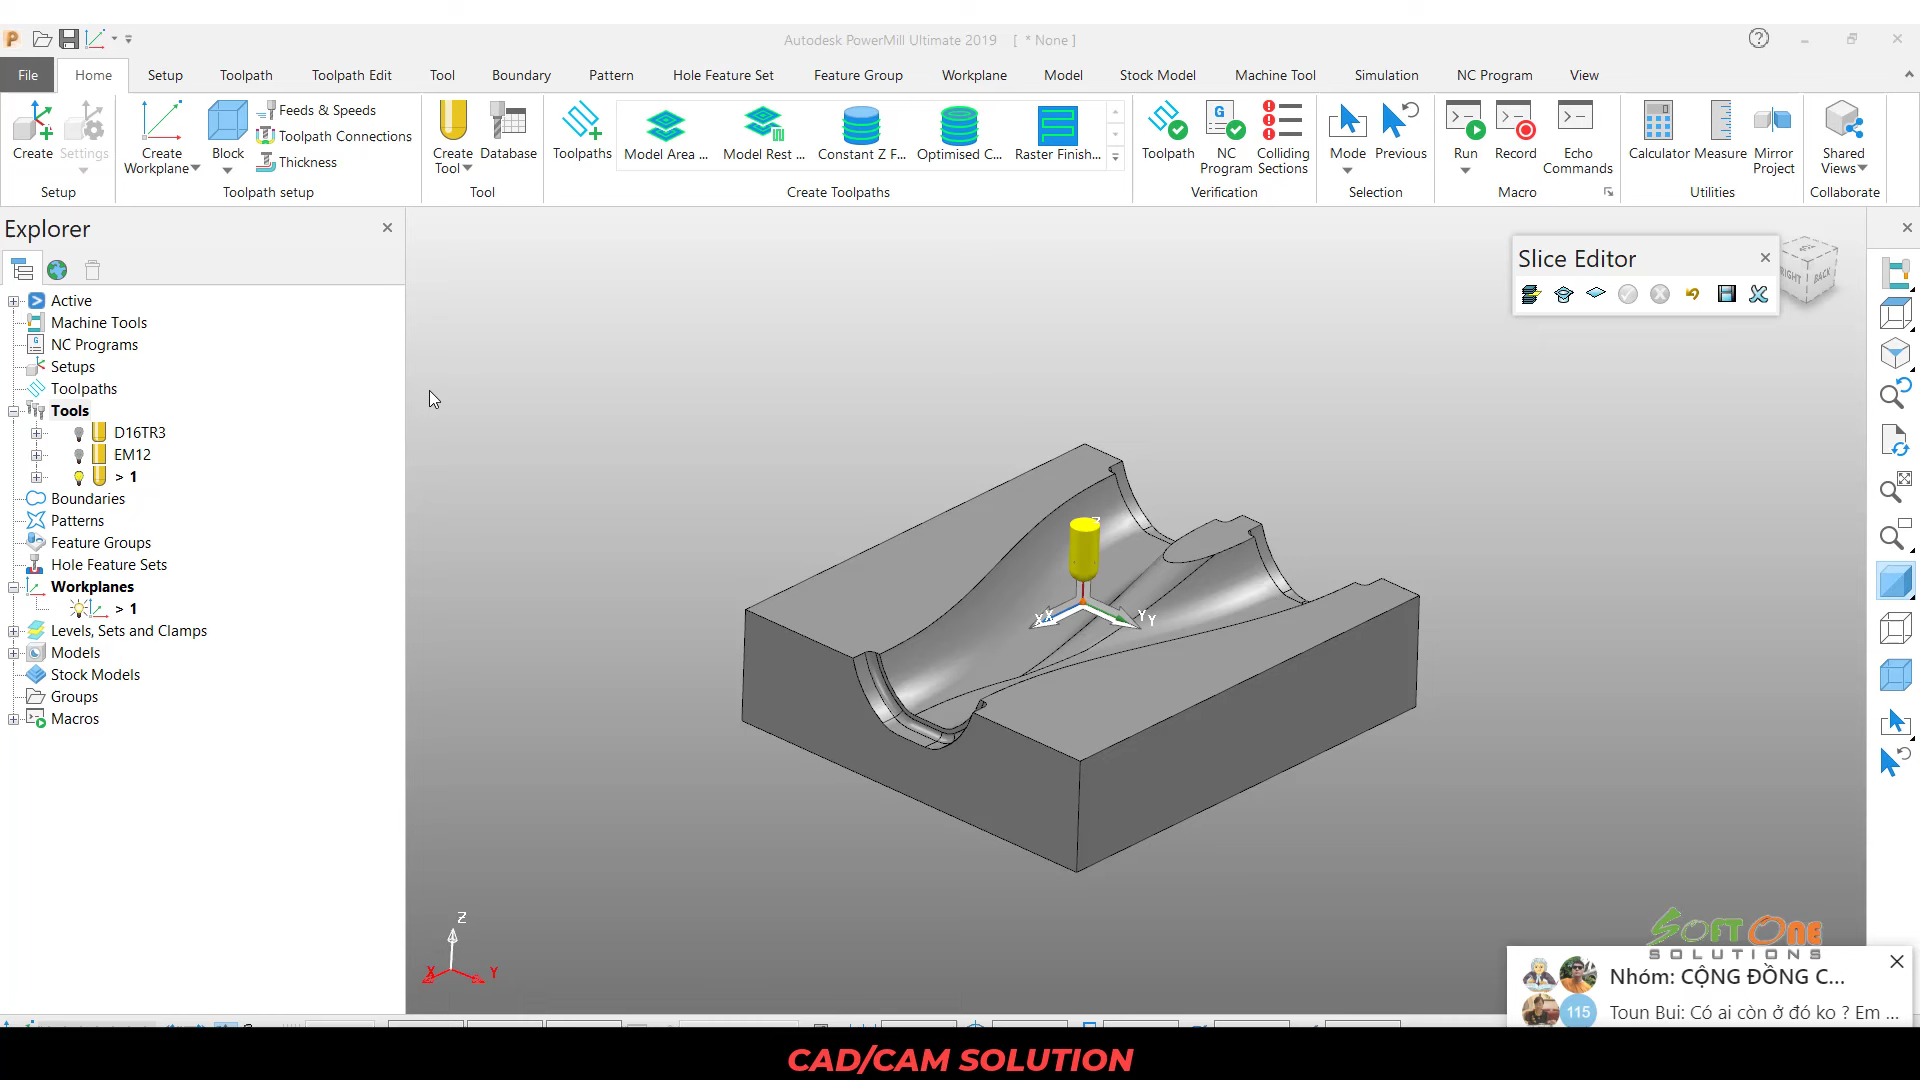 Autodesk PowerMill Ultimate 2019 [ * None ]
File Home Setup Toolpath Toolpath Edit Tool Boundary Pattern Hole Feature Set Feature Group Workplane Model Stock Model Machine Tool Simulation NC Program View
Create
Settings
Setup
Create
Workplane
Block
Feeds & Speeds
Toolpath Connections
Thickness
Toolpath setup
Create
Tool
Database
Tool
Toolpaths
Model Area ...
Model Rest ...
Constant Z F...
Optimised C...
Raster Finish...
Create Toolpaths
Toolpath
NC
Program
Colliding
Sections
Verification
Mode
Previous
Selection
Run
Record
Echo
Commands
Macro
Calculator
Measure
Mirror
Project
Utilities
Shared
Views
Collaborate
Explorer
Active
Machine Tools
NC Programs
Setups
Toolpaths
Tools
D16TR3
EM12
> 1
Boundaries
Patterns
Feature Groups
Hole Feature Sets
Workplanes
> 1
Levels, Sets and Clamps
Models
Stock Models
Groups
Macros
Slice Editor
RIGHT BACK
Z
X X Y Y
Z
X Y
SOFTONE
SOLUTIONS
Nhóm: CỘNG ĐỒNG C...
115 Toun Bui: Có ai còn ở đó ko ? Em ...
CAD/CAM SOLUTION